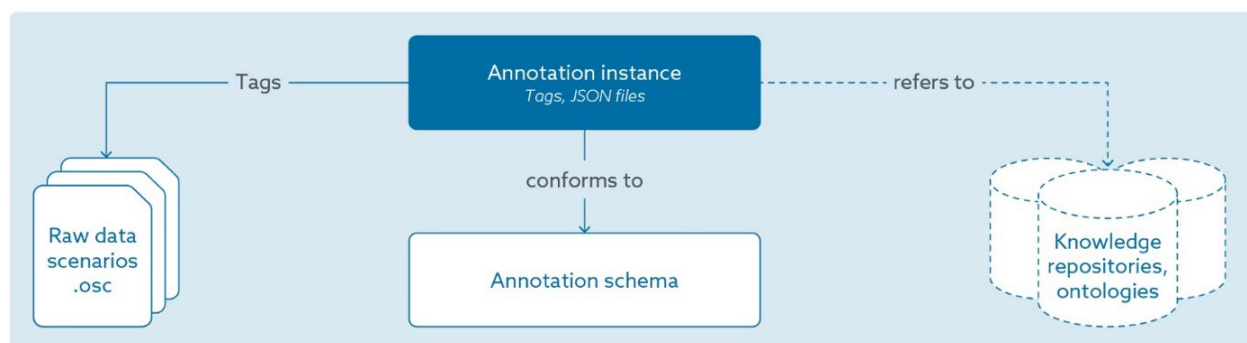 Tags
Annotation instance
Tags, JSON files
refers to
conforms to
Raw data
scenarios
.osc
Annotation schema
Knowledge
repositories,
ontologies